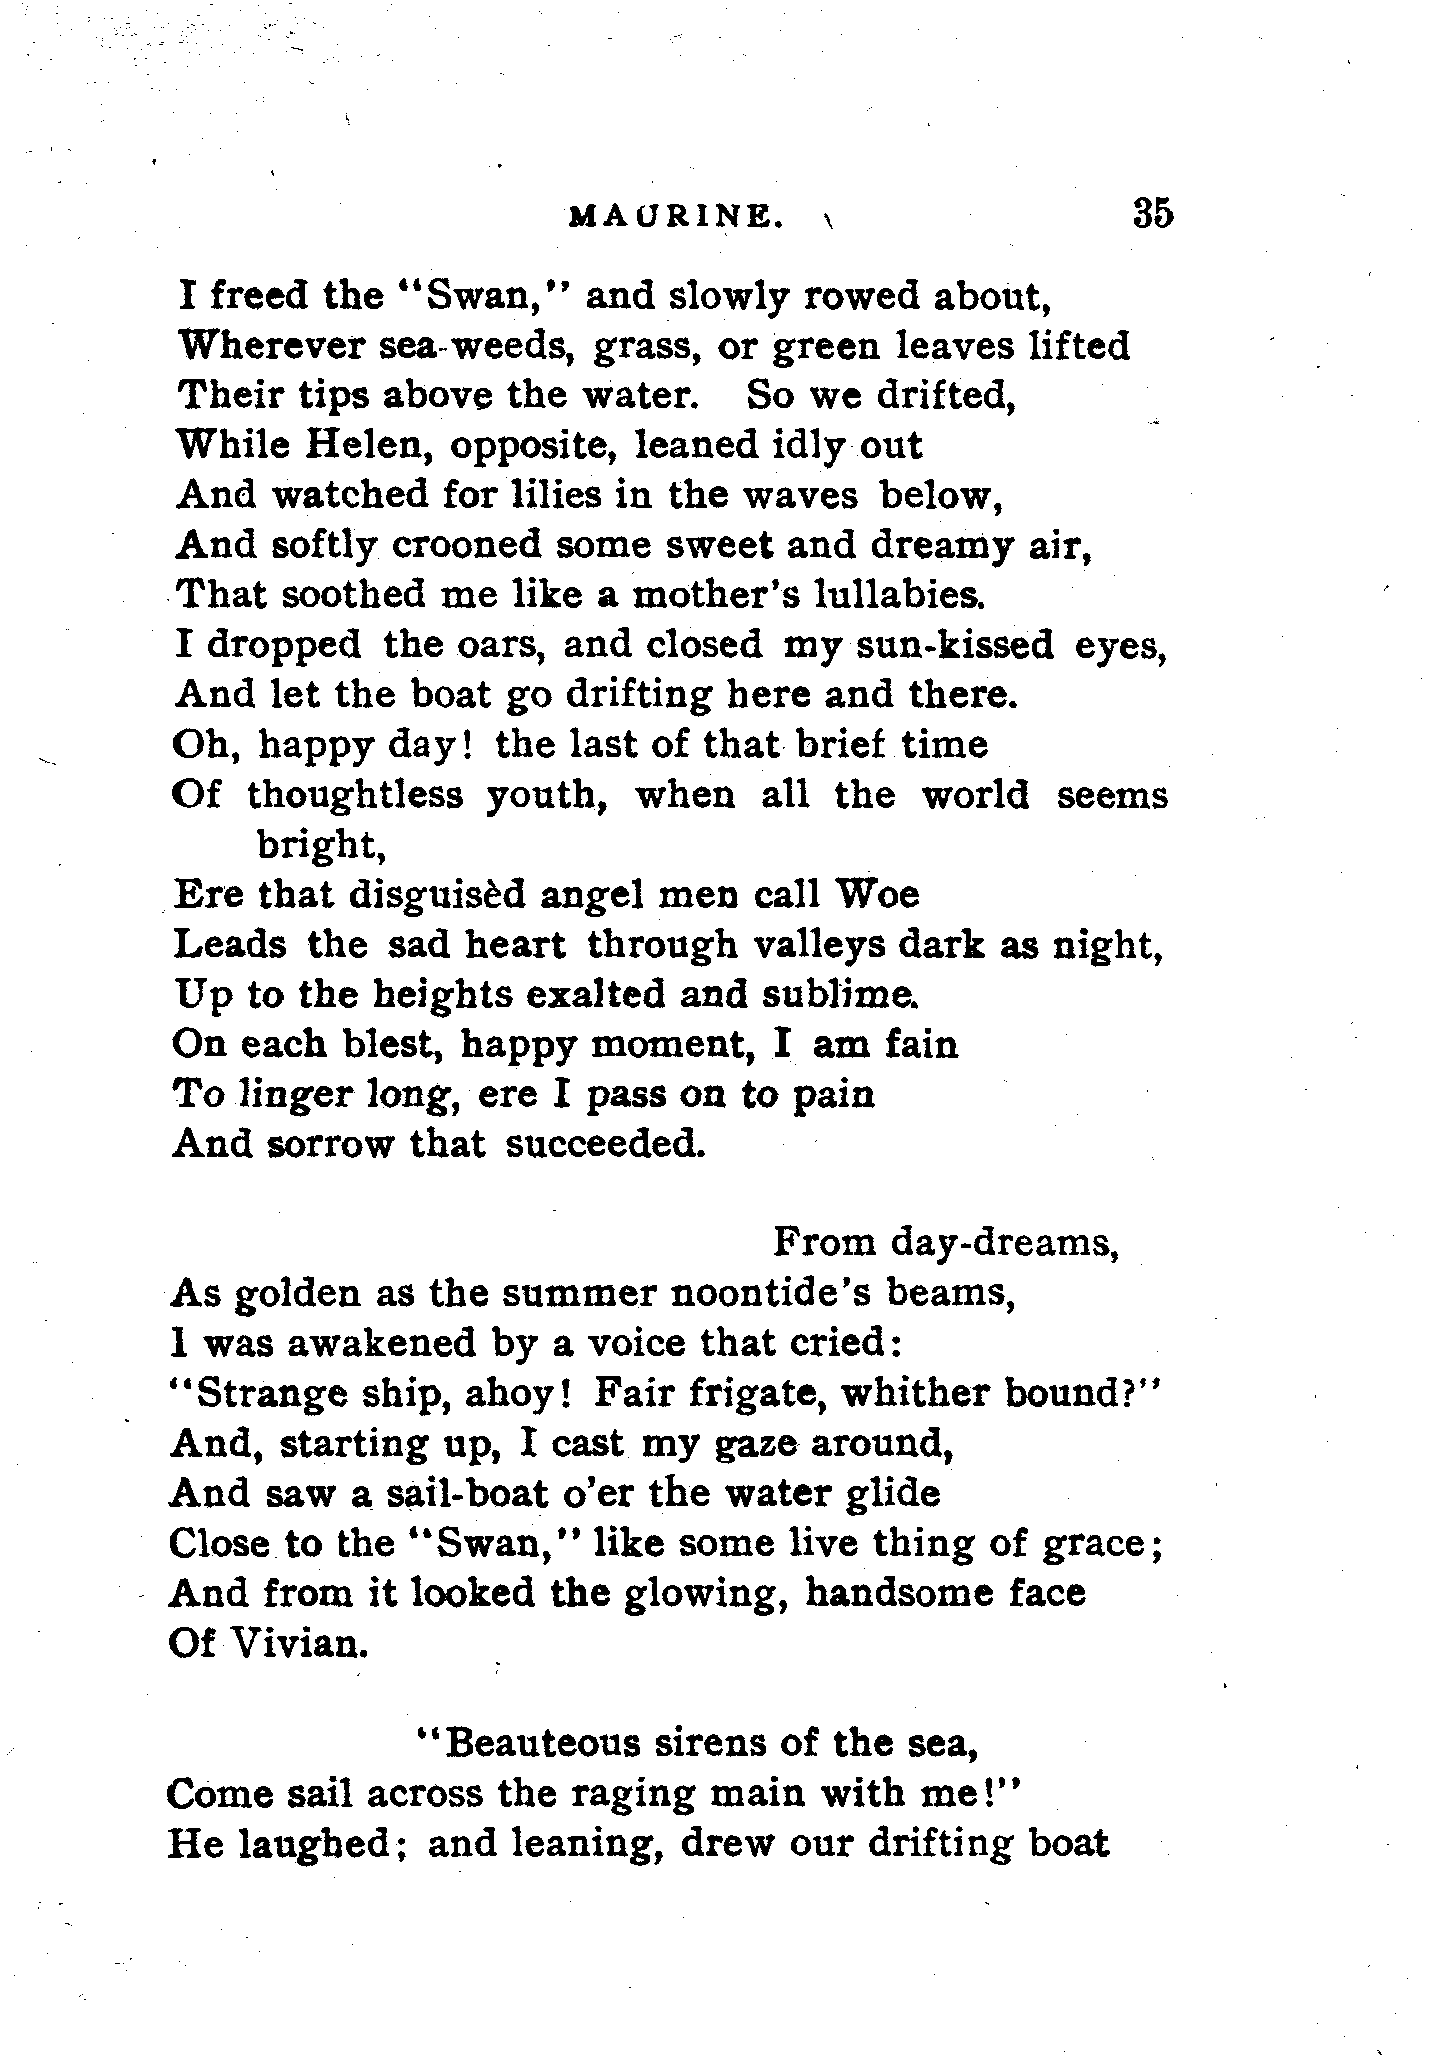 MAURINE. 35
I freed the "Swan," and slowly rowed about,
Wherever sea-weeds, grass, or green leaves lifted
Their tips above the water. So we drifted,
While Helen, opposite, leaned idly out
And watched for lilies in the waves below,
And softly crooned some sweet and dreamy air,
That soothed me like a mother's lullabies.
I dropped the oars, and closed my sun-kissed eyes,
And let the boat go drifting here and there.
Oh, happy day! the last of that brief time
Of thoughtless youth, when all the world seems
bright,
Ere that disguisèd angel men call Woe
Leads the sad heart through valleys dark as night,
Up to the heights exalted and sublime.
On each blest, happy moment, I am fain
To linger long, ere I pass on to pain
And sorrow that succeeded.
From day-dreams,
As golden as the summer noontide's beams,
I was awakened by a voice that cried:
"Strange ship, ahoy! Fair frigate, whither bound?"
And, starting up, I cast my gaze around,
And saw a sail-boat o'er the water glide
Close to the "Swan," like some live thing of grace;
And from it looked the glowing, handsome face
Of Vivian.
"Beauteous sirens of the sea,
Come sail across the raging main with me!"
He laughed; and leaning, drew our drifting boat